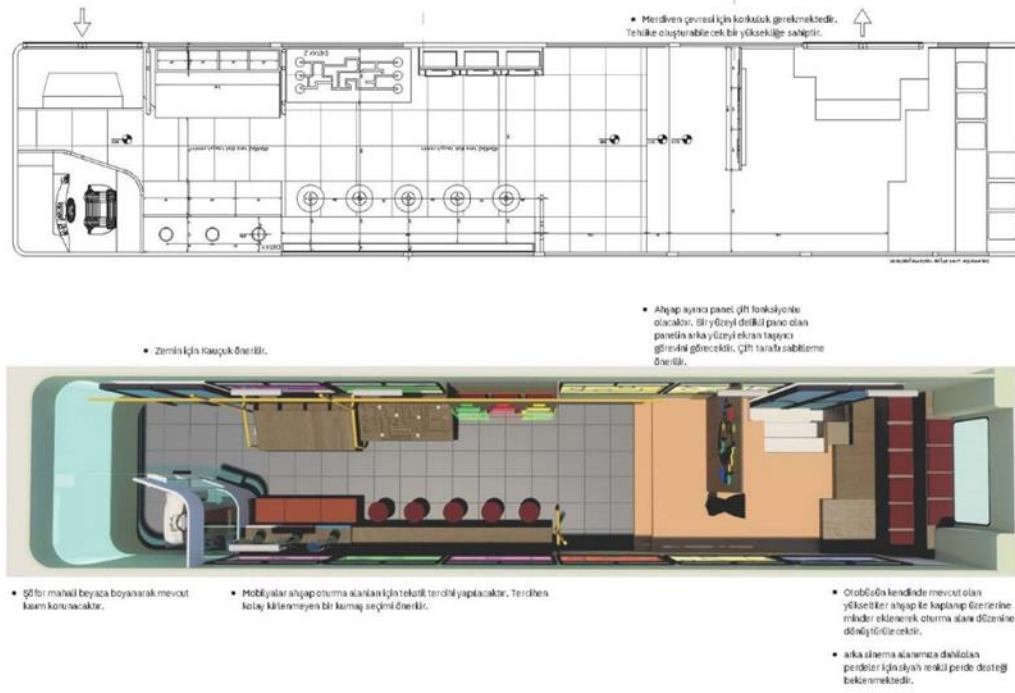 • Merdiven çevresi için korkuluk gerekmektedir.
Tehlike oluşturabilecek bir yüksekliğe sahiptir.
DETAY 2
• Ahşap ayırıcı panel çift fonksiyonlu
olacaktır. Bir yüzeyi delikli pano olan
panelin arka yüzeyi ekran taşıyıcı
görevini görecektir. Çift taraflı sabitleme
önerilir.
• Zemin için Kauçuk önerilir.
• Şöför mahali beyaza boyanarak mevcut
kısım korunacaktır.
• Mobilyalar ahşap oturma alanları için tekstil tercihi yapılacaktır. Tercihen
kolay kirlenmeyen bir kumaş seçimi önerilir.
• Otobüsün kendinde mevcut olan
yükseltiler ahşap ile kaplanıp üzerlerine
minder eklenerek oturma alanı düzenine
dönüştürülecektir.
• arka sinema alanımıza dahil olan
perdeler için siyah renkli perde desteği
beklenmektedir.